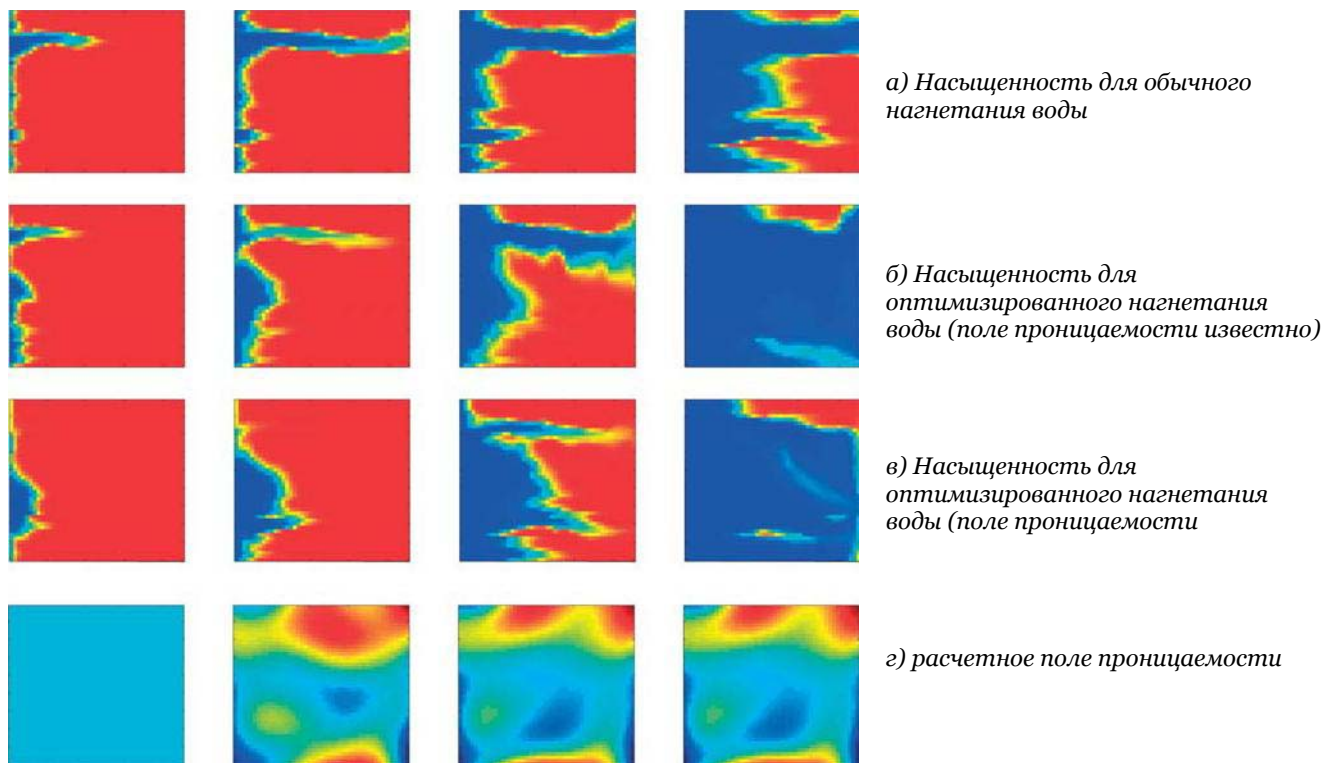 а) Насыщенность для обычного
нагнетания воды
б) Насыщенность для
оптимизированного нагнетания
воды (поле проницаемости известно)
в) Насыщенность для
оптимизированного нагнетания
воды (поле проницаемости
г) расчетное поле проницаемости